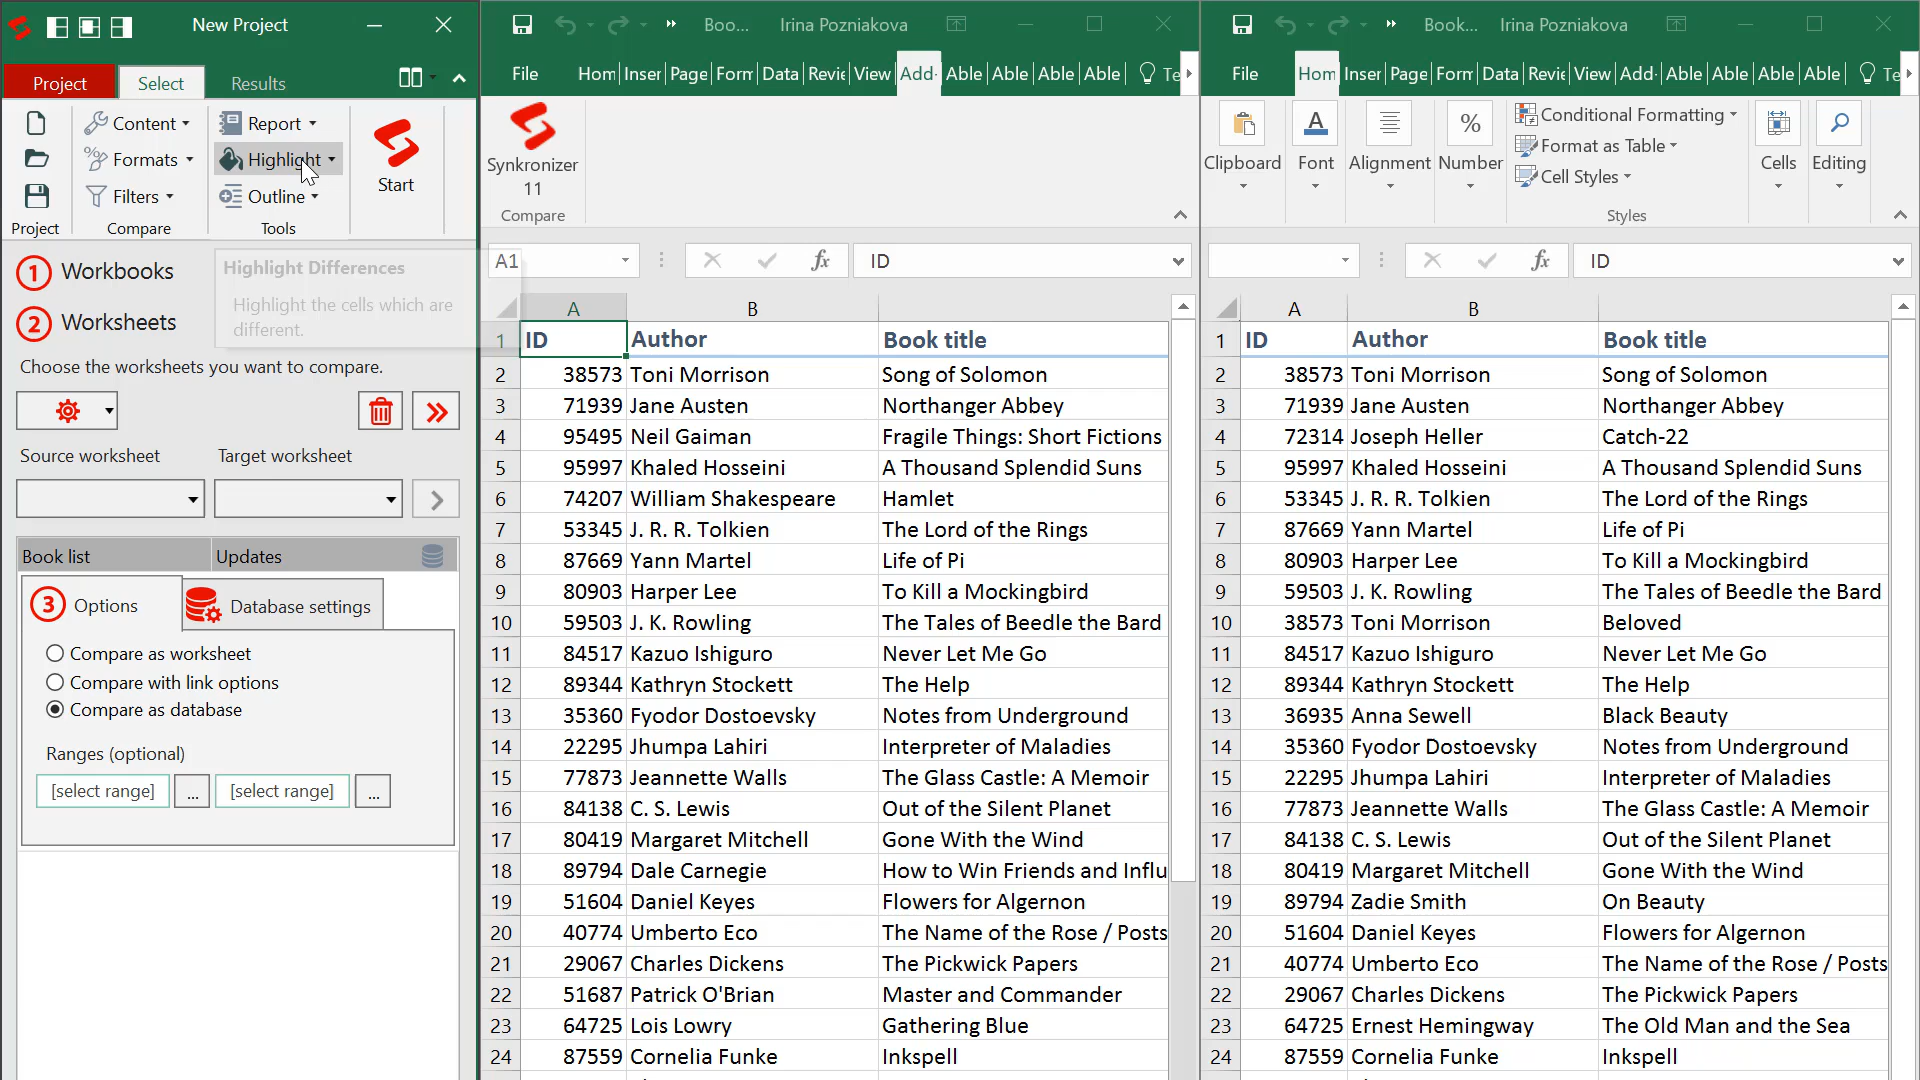 New Project
Project Select Results
Content Report
Formats Highlight
Filters Outline
Start
Project Compare Tools
1 Workbooks
2 Worksheets
Highlight Differences
Highlight the cells which are
different.
Choose the worksheets you want to compare.
Source worksheet Target worksheet
Book list Updates
3 Options Database settings
Compare as worksheet
Compare with link options
Compare as database
Ranges (optional)
[select range] ... [select range] ...
Boo... Irina Pozniakova
File Hom Inser Page Form Data Revie View Add- Able Able Able Able Te
Synkronizer
11
Compare
A1 fx ID
A B
1 ID Author Book title
2 38573 Toni Morrison Song of Solomon
3 71939 Jane Austen Northanger Abbey
4 95495 Neil Gaiman Fragile Things: Short Fictions
5 95997 Khaled Hosseini A Thousand Splendid Suns
6 74207 William Shakespeare Hamlet
7 53345 J. R. R. Tolkien The Lord of the Rings
8 87669 Yann Martel Life of Pi
9 80903 Harper Lee To Kill a Mockingbird
10 59503 J. K. Rowling The Tales of Beedle the Bard
11 84517 Kazuo Ishiguro Never Let Me Go
12 89344 Kathryn Stockett The Help
13 35360 Fyodor Dostoevsky Notes from Underground
14 22295 Jhumpa Lahiri Interpreter of Maladies
15 77873 Jeannette Walls The Glass Castle: A Memoir
16 84138 C. S. Lewis Out of the Silent Planet
17 80419 Margaret Mitchell Gone With the Wind
18 89794 Dale Carnegie How to Win Friends and Influ
19 51604 Daniel Keyes Flowers for Algernon
20 40774 Umberto Eco The Name of the Rose / Posts
21 29067 Charles Dickens The Pickwick Papers
22 51687 Patrick O'Brian Master and Commander
23 64725 Lois Lowry Gathering Blue
24 87559 Cornelia Funke Inkspell
Book... Irina Pozniakova
File Hom Inser Page Form Data Revie View Add- Able Able Able Able Te
Clipboard Font Alignment Number
Conditional Formatting
Format as Table
Cell Styles
Styles
Cells Editing
fx ID
A B
1 ID Author Book title
2 38573 Toni Morrison Song of Solomon
3 71939 Jane Austen Northanger Abbey
4 72314 Joseph Heller Catch-22
5 95997 Khaled Hosseini A Thousand Splendid Suns
6 53345 J. R. R. Tolkien The Lord of the Rings
7 87669 Yann Martel Life of Pi
8 80903 Harper Lee To Kill a Mockingbird
9 59503 J. K. Rowling The Tales of Beedle the Bard
10 38573 Toni Morrison Beloved
11 84517 Kazuo Ishiguro Never Let Me Go
12 89344 Kathryn Stockett The Help
13 36935 Anna Sewell Black Beauty
14 35360 Fyodor Dostoevsky Notes from Underground
15 22295 Jhumpa Lahiri Interpreter of Maladies
16 77873 Jeannette Walls The Glass Castle: A Memoir
17 84138 C. S. Lewis Out of the Silent Planet
18 80419 Margaret Mitchell Gone With the Wind
19 89794 Zadie Smith On Beauty
20 51604 Daniel Keyes Flowers for Algernon
21 40774 Umberto Eco The Name of the Rose / Posts
22 29067 Charles Dickens The Pickwick Papers
23 64725 Ernest Hemingway The Old Man and the Sea
24 87559 Cornelia Funke Inkspell